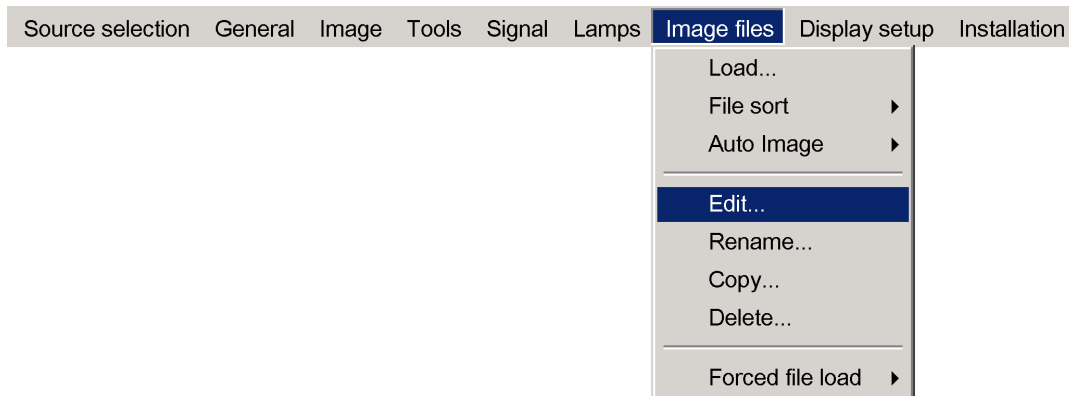 Source selection General Image Tools Signal Lamps Image files Display setup Installation
Load...
File sort
Auto Image
Edit...
Rename...
Copy...
Delete...
Forced file load